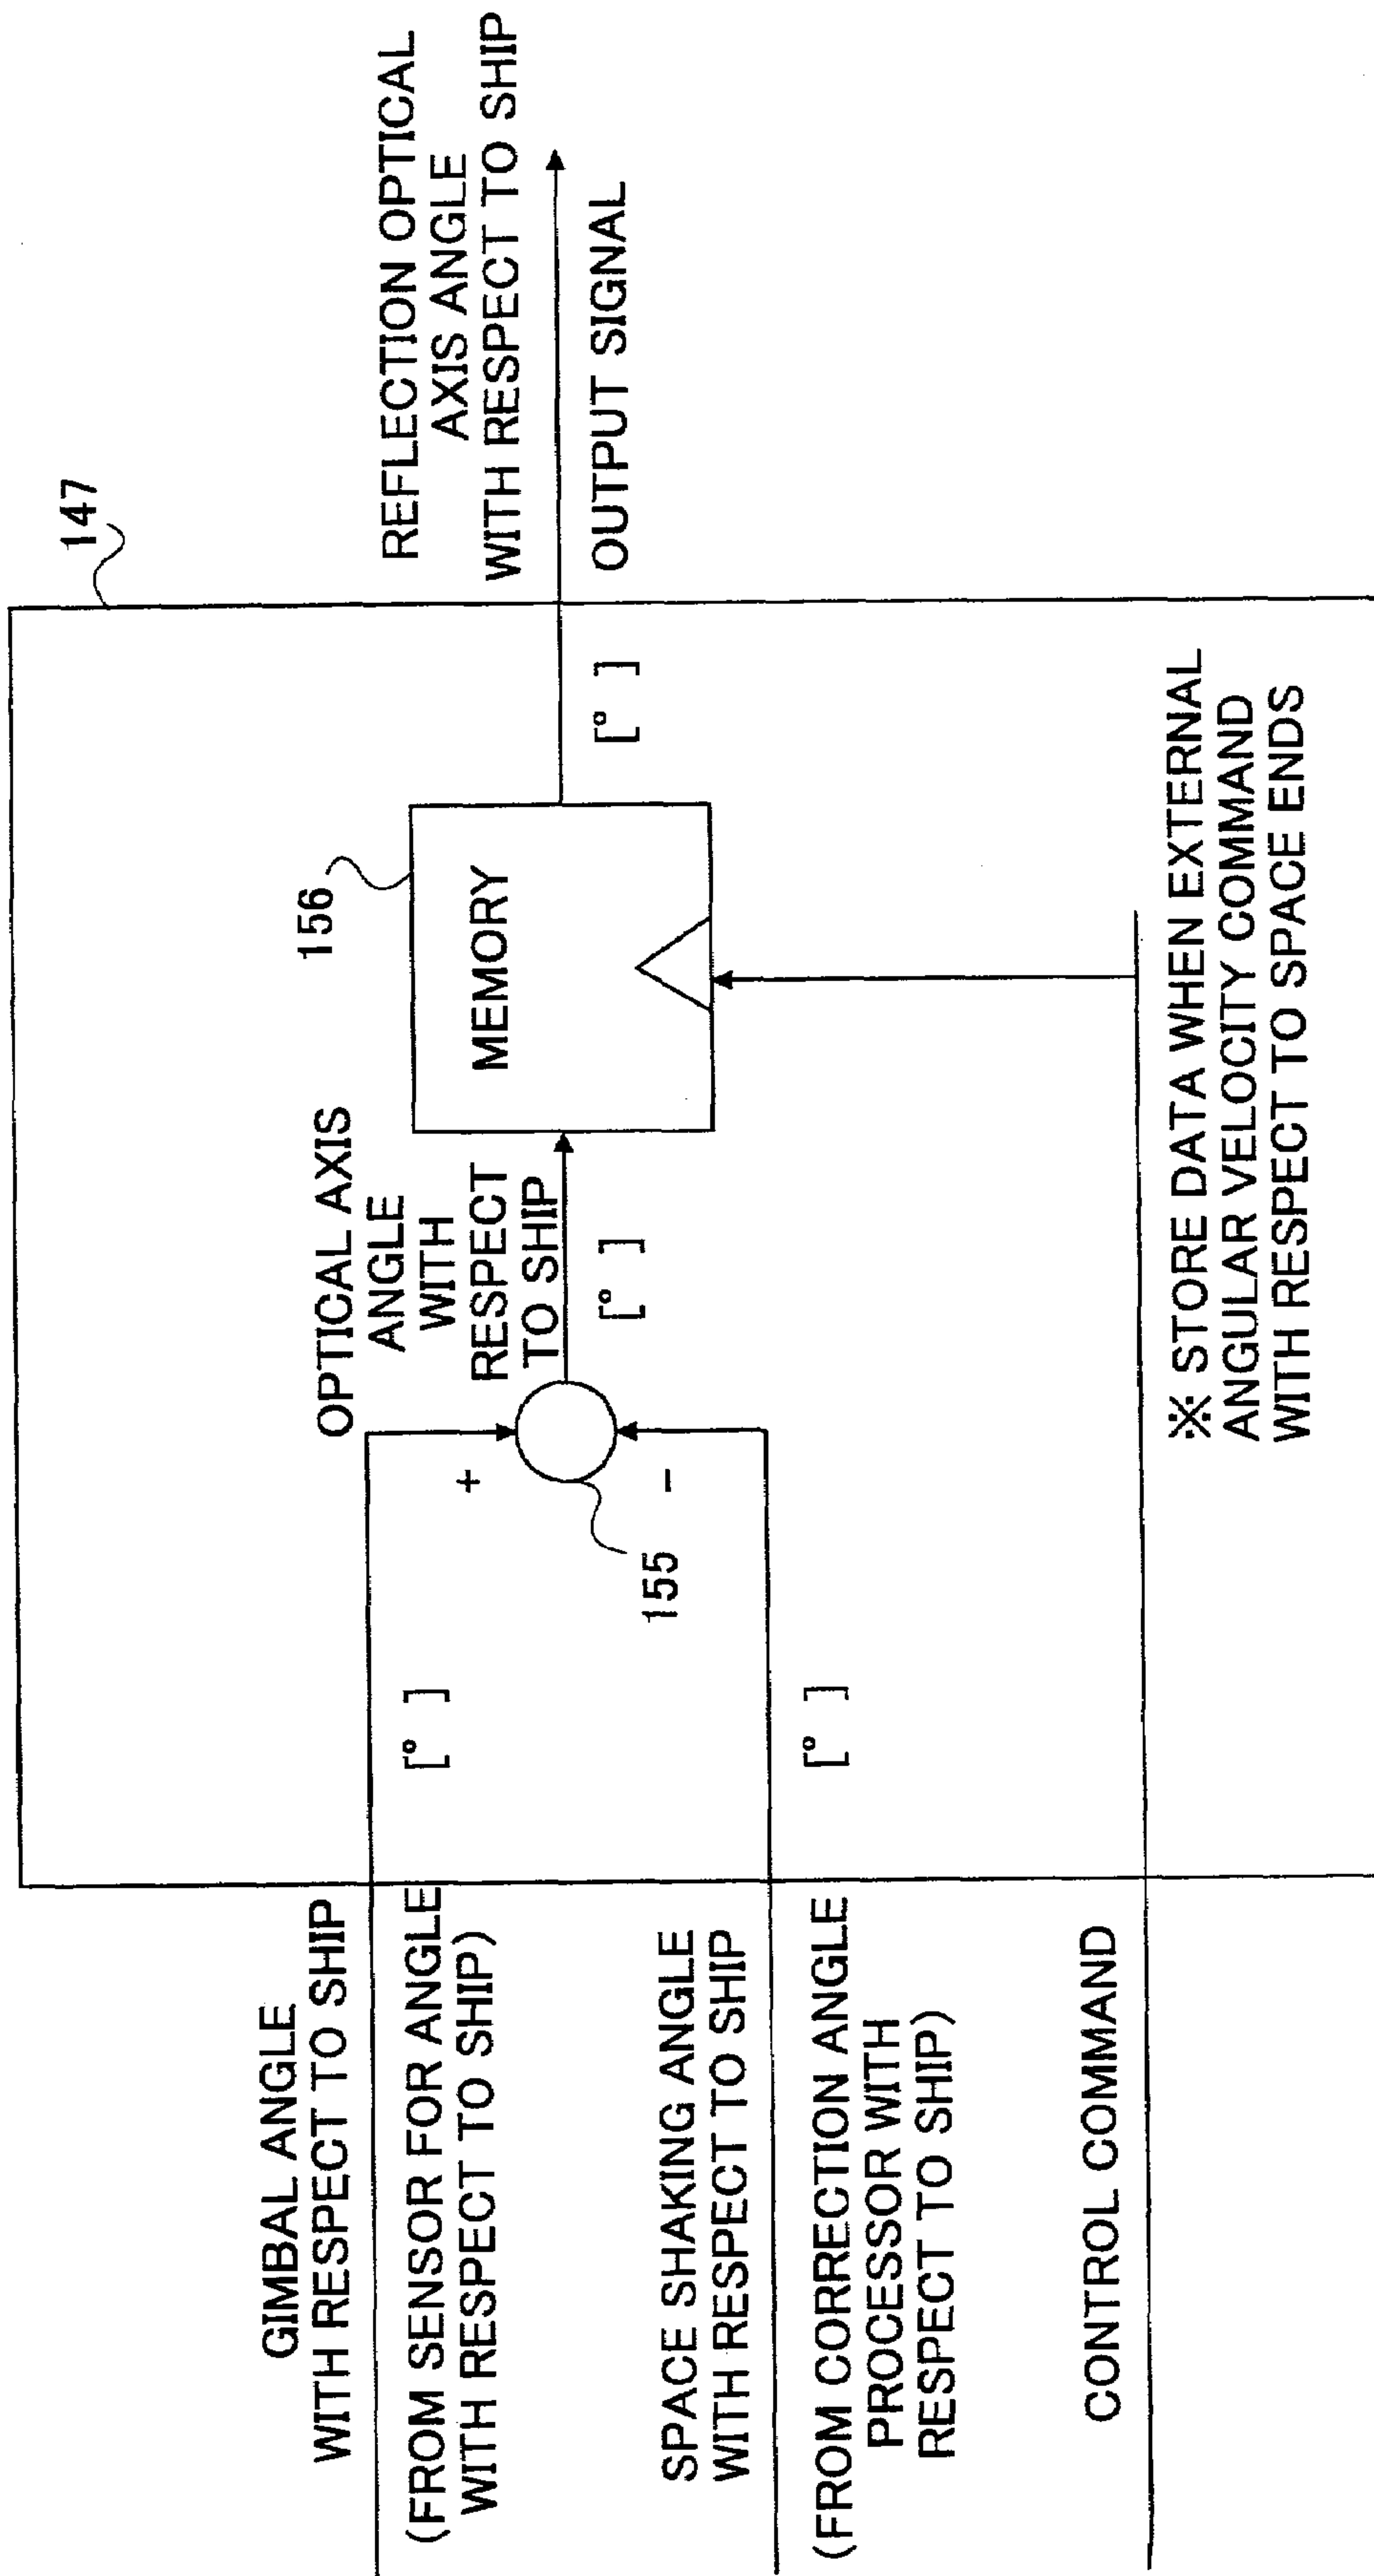 147
GIMBAL ANGLE
WITH RESPECT TO SHIP
(FROM SENSOR FOR ANGLE
WITH RESPECT TO SHIP)
[° ]
SPACE SHAKING ANGLE
WITH RESPECT TO SHIP
(FROM CORRECTION ANGLE
PROCESSOR WITH
RESPECT TO SHIP)
[° ]
CONTROL COMMAND
+
-
155
OPTICAL AXIS
ANGLE
WITH
RESPECT
TO SHIP
[° ]
156
MEMORY
[° ]
※ STORE DATA WHEN EXTERNAL
ANGULAR VELOCITY COMMAND
WITH RESPECT TO SPACE ENDS
REFLECTION OPTICAL
AXIS ANGLE
WITH RESPECT TO SHIP
OUTPUT SIGNAL